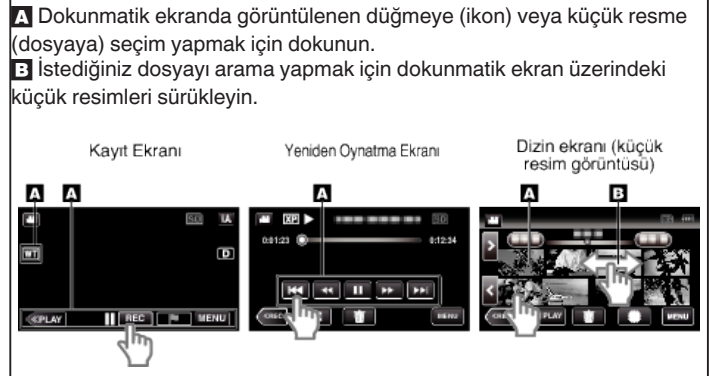 A Dokunmatik ekranda görüntülenen düğmeye (ikon) veya küçük resme
(dosyaya) seçim yapmak için dokunun.
B İstediğiniz dosyayı arama yapmak için dokunmatik ekran üzerindeki
küçük resimleri sürükleyin.
Kayıt Ekranı
Yeniden Oynatma Ekranı
Dizin ekranı (küçük
resim görüntüsü)
A A
A
A B
SD iA
WT D
≪PLAY REC MENU
XP SD
0:01:23 0:12:34
MENU
PLAY MENU